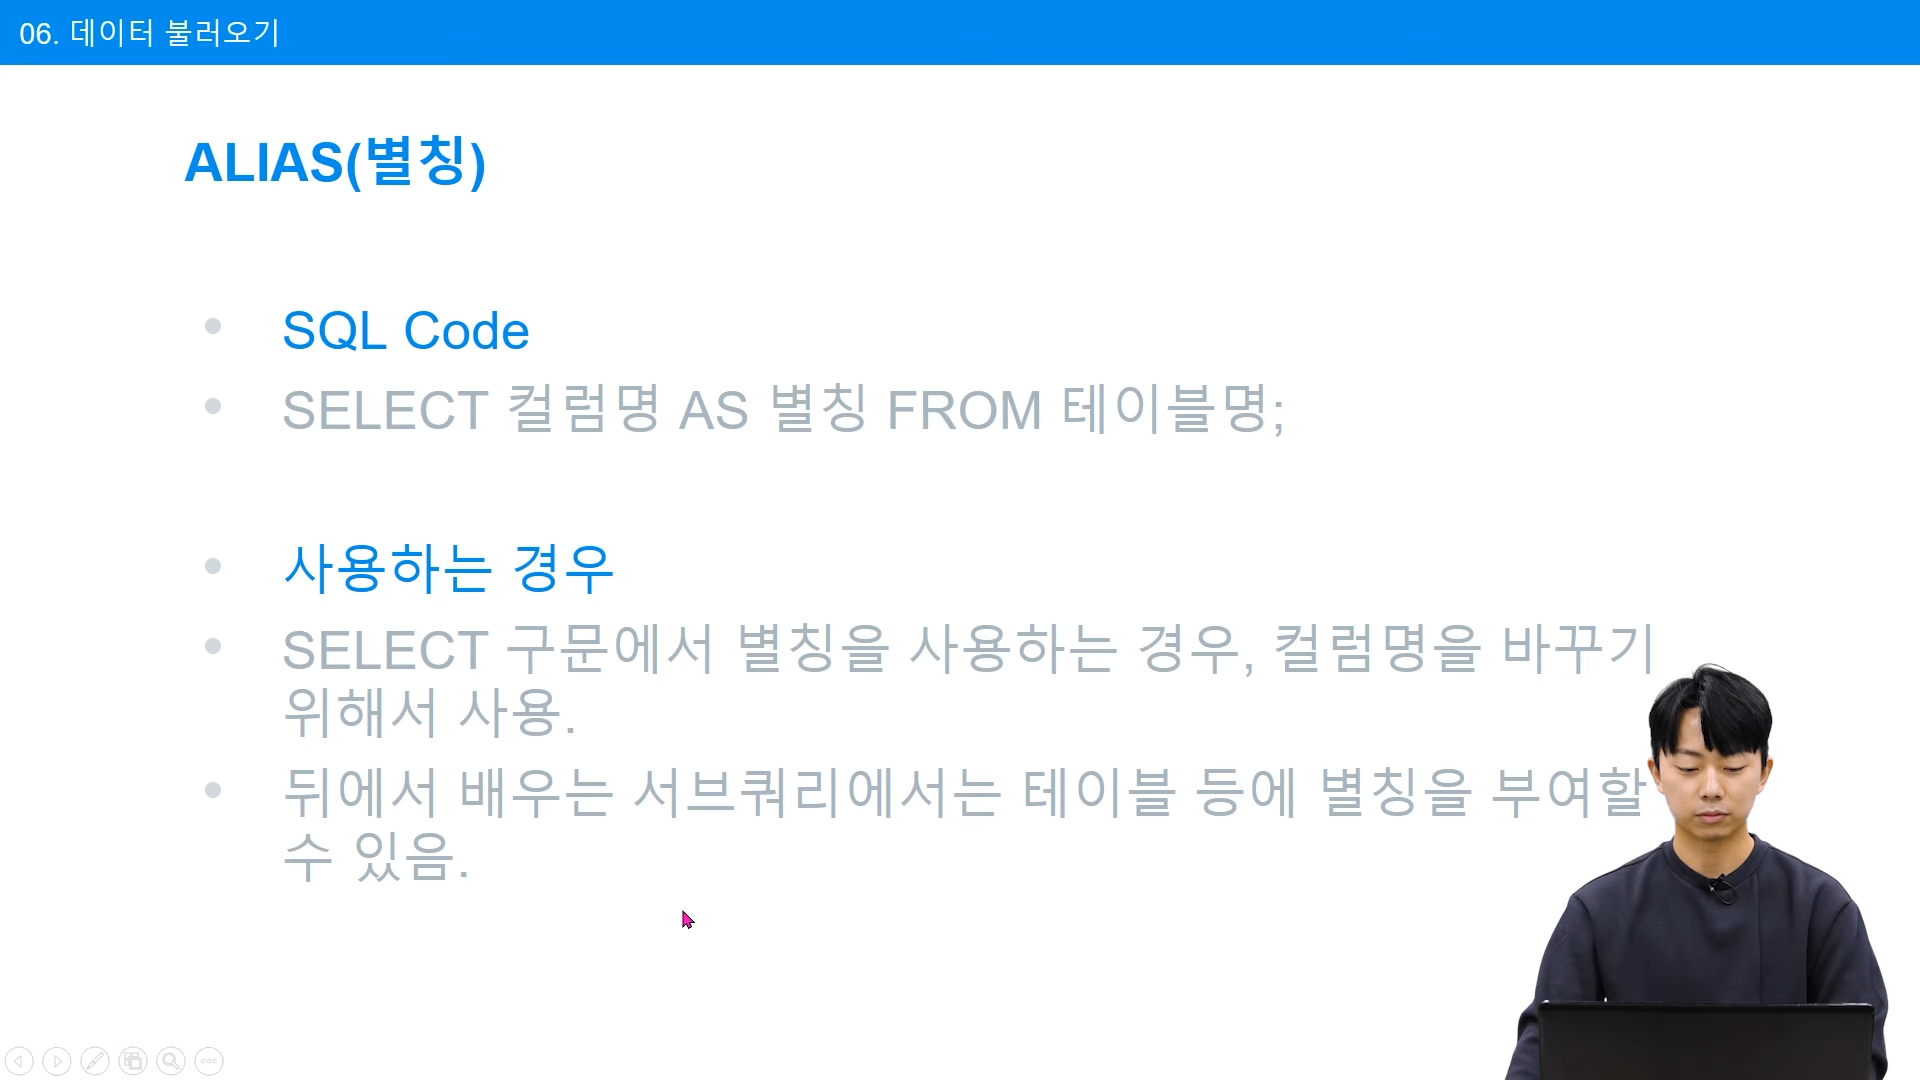 06. 데이터 불러오기
ALIAS(별칭)
SQL Code
SELECT 컬럼명 AS 별칭 FROM 테이블명;
사용하는 경우
SELECT 구문에서 별칭을 사용하는 경우, 컬럼명을 바꾸기
위해서 사용.
뒤에서 배우는 서브쿼리에서는 테이블 등에 별칭을 부여할
수 있음.